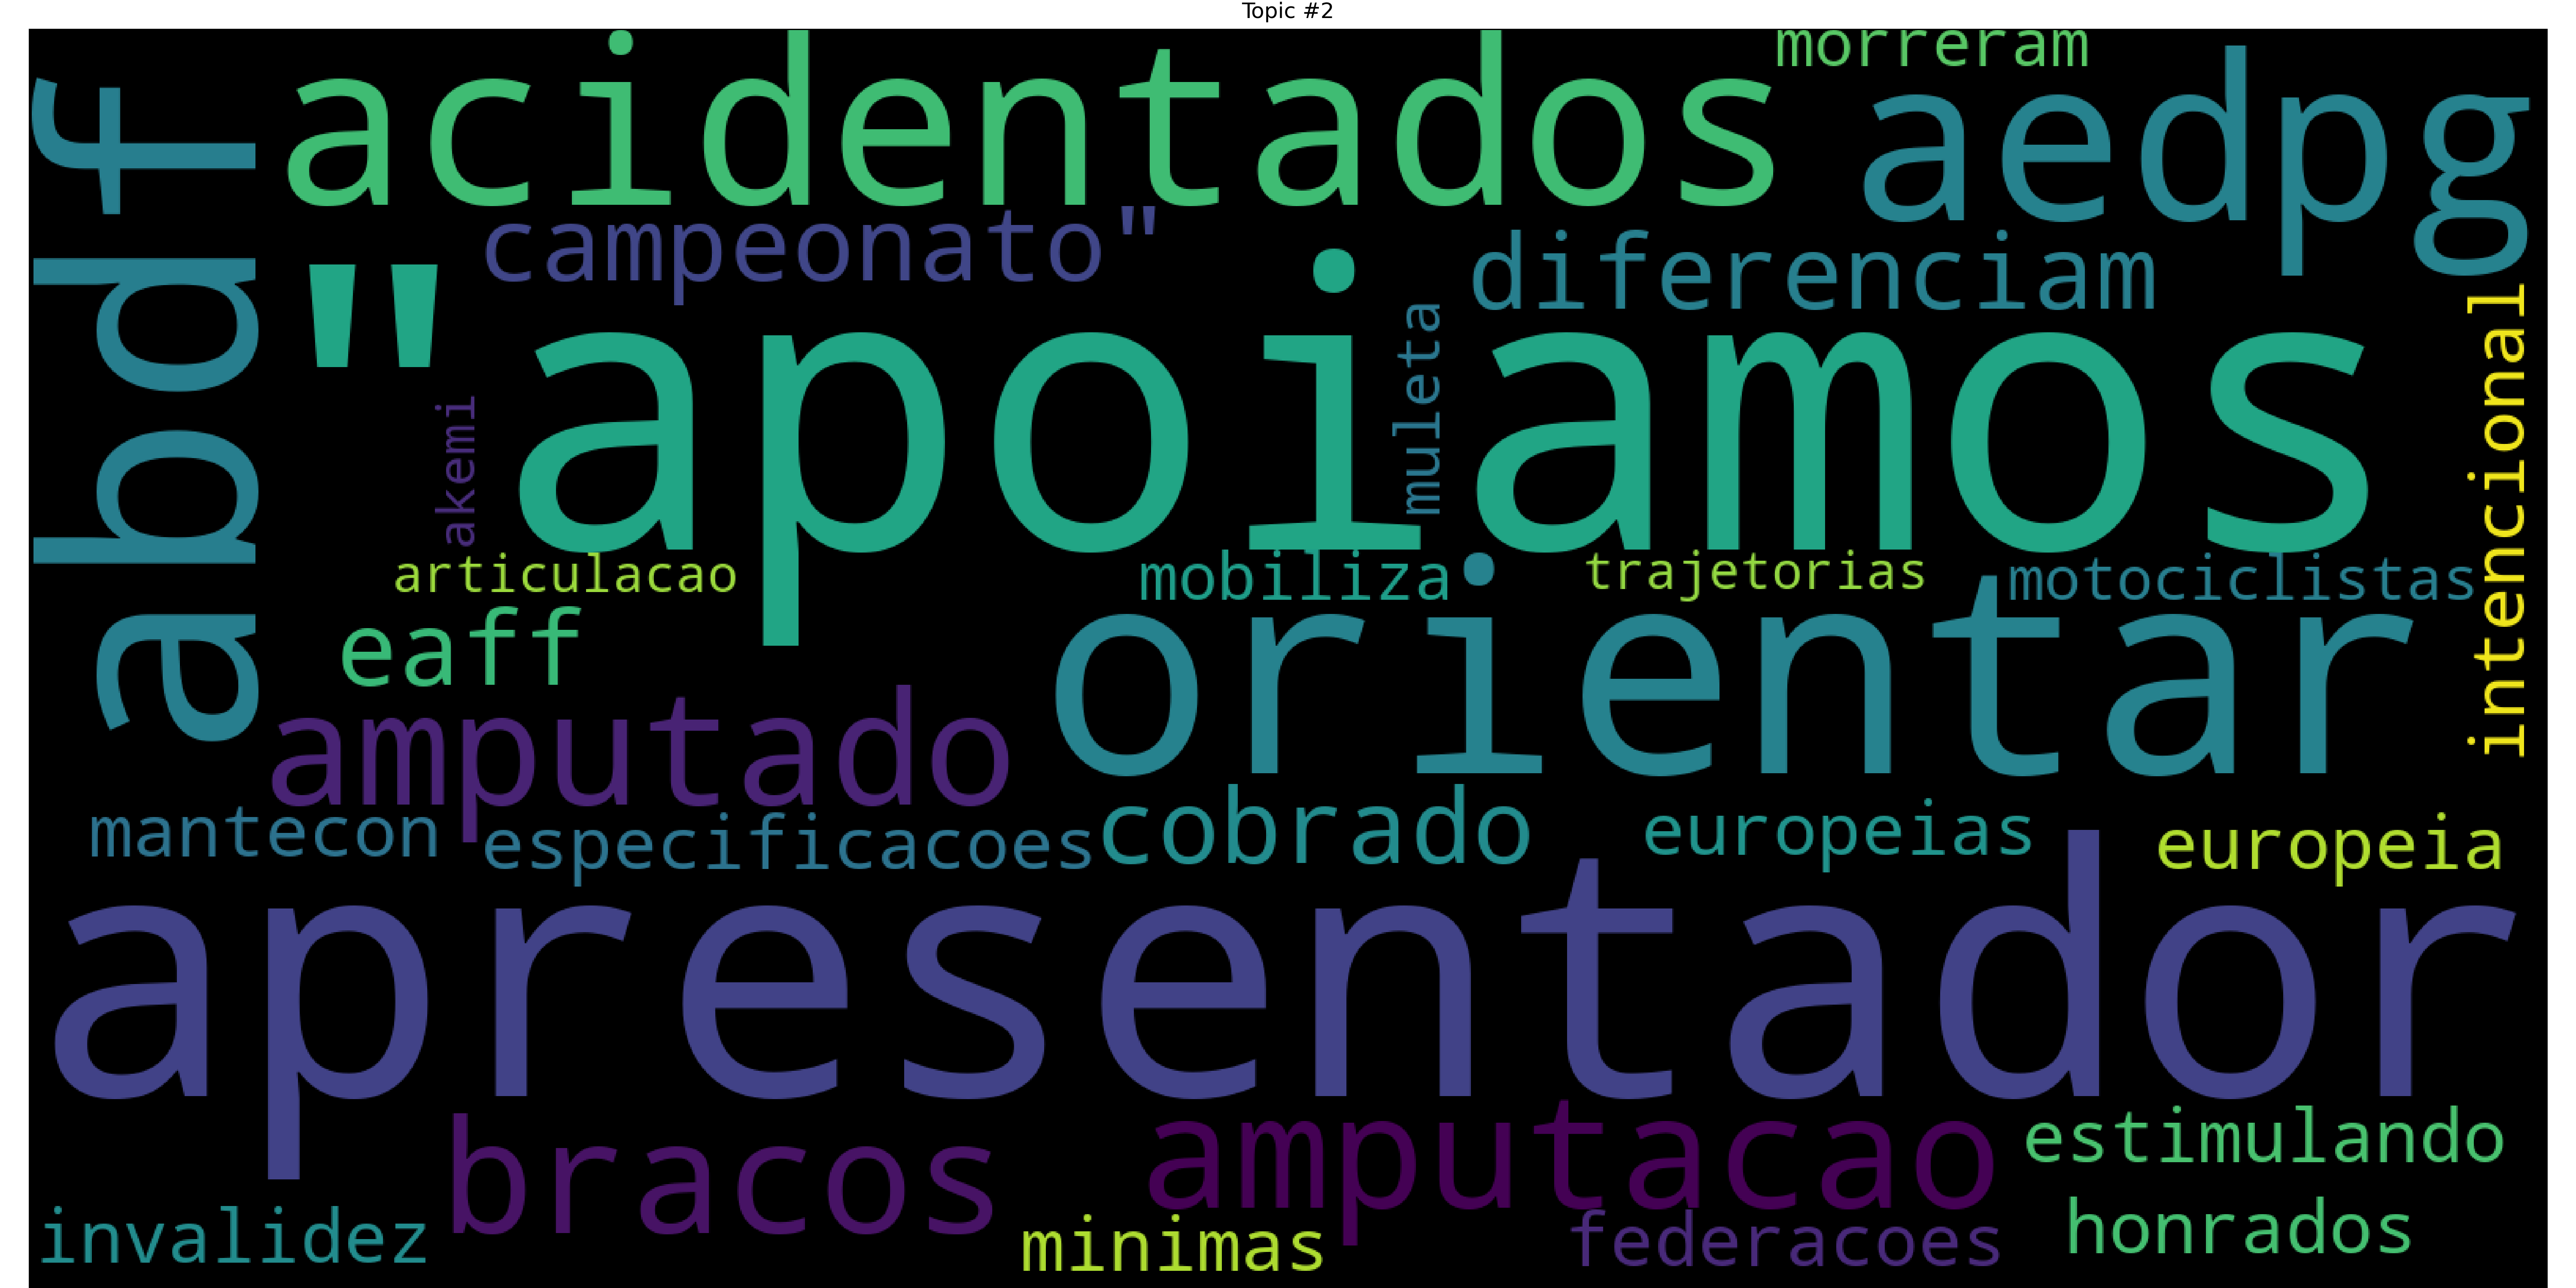 Topic #2
morreram
acidentados
aedpg
abdf
campeonato"
diferenciam
"apoiamos
muleta
intencional
akemi
articulacao
mobiliza
trajetorias
motociclistas
eaff
orientar
amputado
mantecon
especificacoes
cobrado
europeias
europeia
apresentador
bracos
amputacao
estimulando
invalidez
minimas
federacoes
honrados